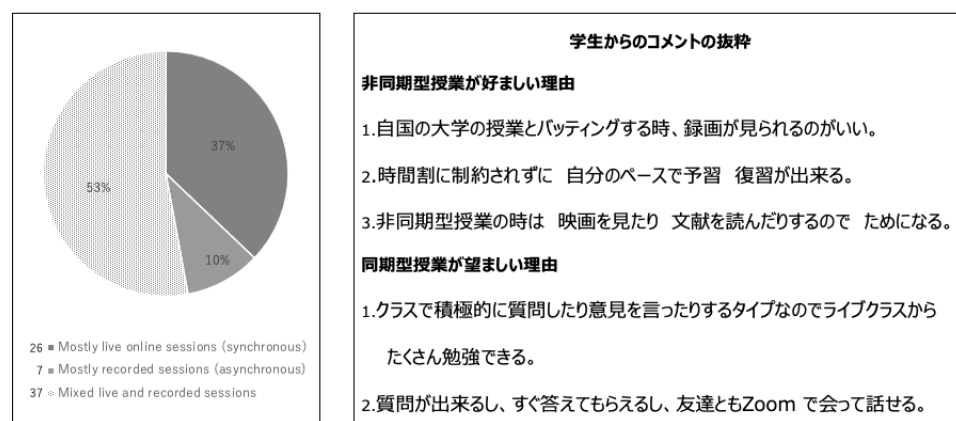 37%
53%
10%
26 Mostly live online sessions (synchronous)
7 Mostly recorded sessions (asynchronous)
37 Mixed live and recorded sessions
学生からのコメントの抜粋
非同期型授業が好ましい理由
1.自国の大学の授業とバッティングする時、録画が見られるのがいい。
2.時間割に制約されずに 自分のペースで予習 復習が出来る。
3.非同期型授業の時は 映画を見たり 文献を読んだりするので ためになる。
同期型授業が望ましい理由
1.クラスで積極的に質問したり意見を言ったりするタイプなのでライブクラスから
たくさん勉強できる。
2.質問が出来るし、すぐ答えてもらえるし、友達ともZoom で会って話せる。